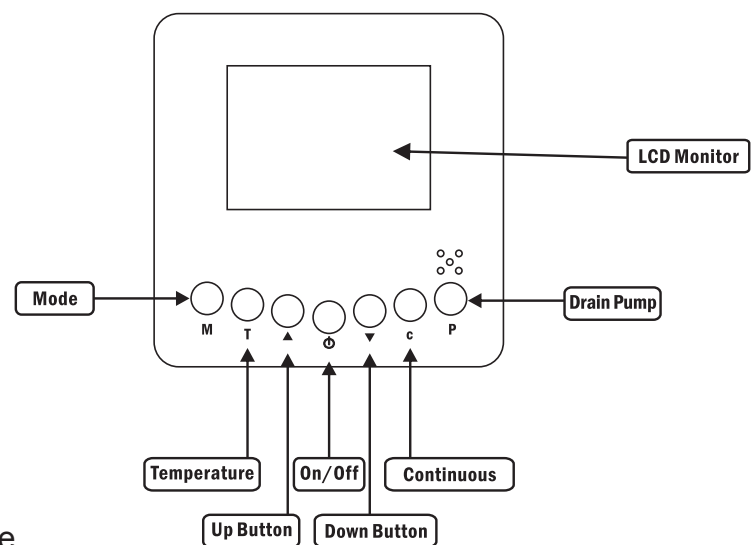 LCD Monitor
Mode
Drain Pump
M T ▲ ⏻ ▼ c P
Temperature
On/Off
Continuous
Up Button
Down Button
e